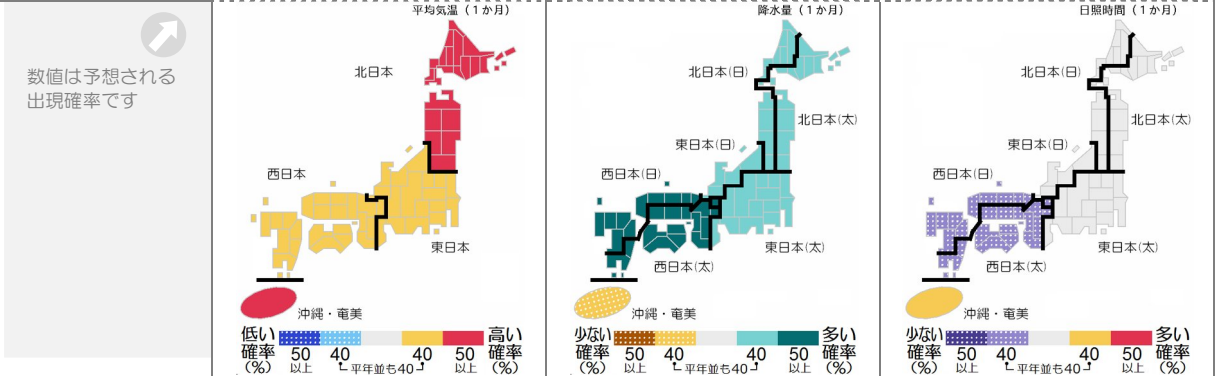 数値は予想される
出現確率です
平均気温（1か月）
北日本
西日本
東日本
沖縄・奄美
低い
確率
(%)
50
以上
40
平年並も40
40
50
以上
高い
確率
(%)
降水量（1か月）
北日本(日)
北日本(太)
東日本(日)
西日本(日)
東日本(太)
西日本(太)
沖縄・奄美
少ない
確率
(%)
50
以上
40
平年並も40
40
50
以上
多い
確率
(%)
日照時間（1か月）
北日本(日)
北日本(太)
東日本(日)
西日本(日)
東日本(太)
西日本(太)
沖縄・奄美
少ない
確率
(%)
50
以上
40
平年並も40
40
50
以上
多い
確率
(%)